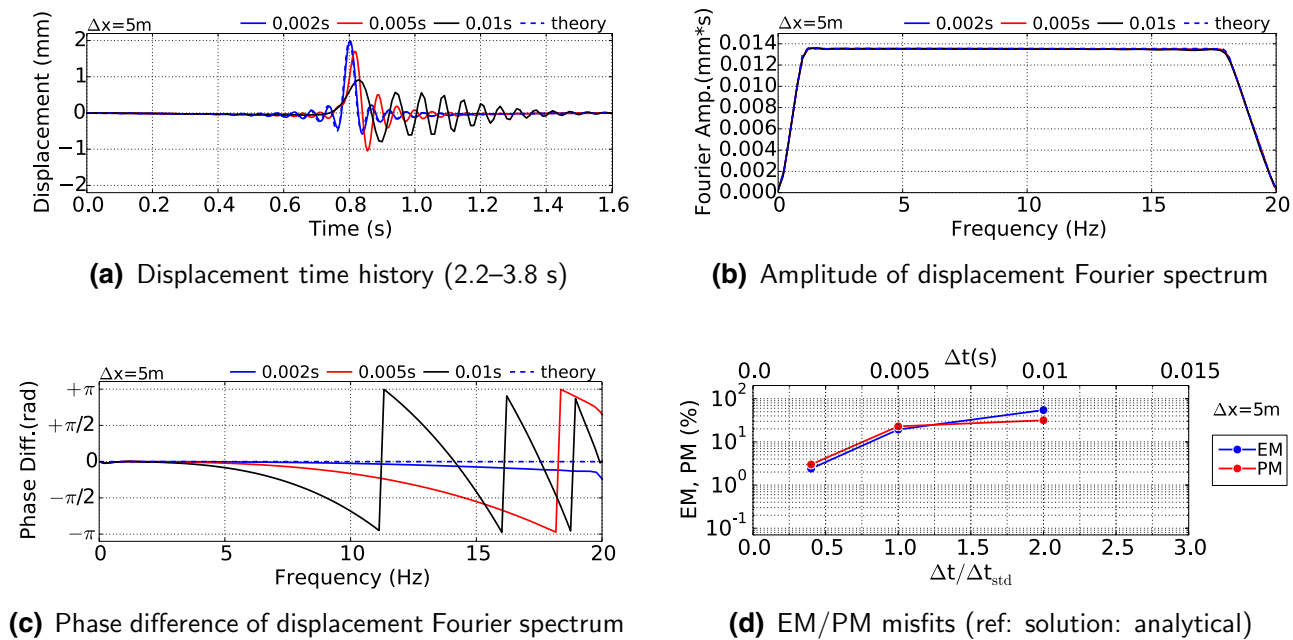 Δx=5m
0.002s 0.005s 0.01s theory
Displacement (mm)
2
1
0
−1
−2
0.0 0.2 0.4 0.6 0.8 1.0 1.2 1.4 1.6
Time (s)
(a) Displacement time history (2.2–3.8 s)
Δx=5m
0.002s 0.005s 0.01s theory
Fourier Amp.(mm*s)
0.014
0.012
0.010
0.008
0.006
0.004
0.002
0.000
0 5 10 15 20
Frequency (Hz)
(b) Amplitude of displacement Fourier spectrum
Δx=5m
0.002s 0.005s 0.01s theory
Phase Diff.(rad)
+π
+π/2
0
−π/2
−π
0 5 10 15 20
Frequency (Hz)
(c) Phase difference of displacement Fourier spectrum
Δt(s)
0.0 0.005 0.01 0.015
EM, PM (%)
10²
10¹
10⁰
10⁻¹
0.0 0.5 1.0 1.5 2.0 2.5 3.0
Δt/Δt_std
Δx=5m
EM
PM
(d) EM/PM misfits (ref: solution: analytical)